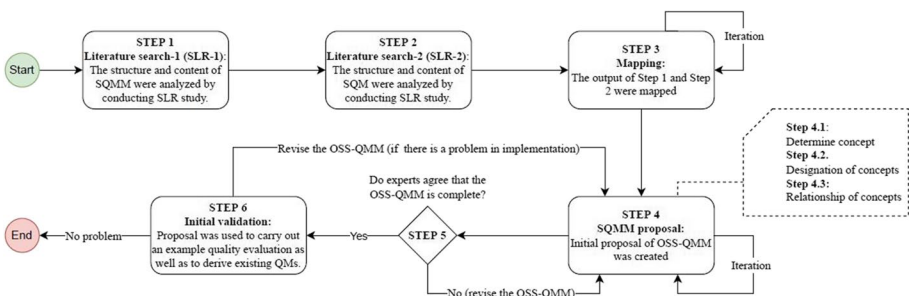 Start
STEP 1
Literature search-1 (SLR-1):
The structure and content of
SQMM were analyzed by
conducting SLR study.
STEP 2
Literature search-2 (SLR-2):
The structure and content of
SQM were analyzed by
conducting SLR study.
STEP 3
Mapping:
The output of Step 1 and Step
2 were mapped
Iteration
Step 4.1:
Determine concept
Step 4.2.
Designation of concepts
Step 4.3:
Relationship of concepts
STEP 4
SQMM proposal:
Initial proposal of OSS-QMM
was created
Iteration
Do experts agree that the
OSS-QMM is complete?
STEP 5
Yes
No (revise the OSS-QMM)
Revise the OSS-QMM (if there is a problem in implementation)
STEP 6
Initial validation:
Proposal was used to carry out
an example quality evaluation as
well as to derive existing QMs.
No problem
End